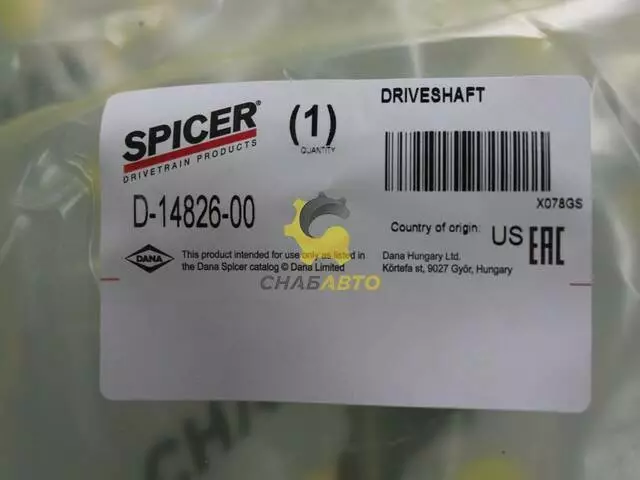 SPICER®
DRIVETRAIN PRODUCTS
(1)
QUANTITY
DRIVESHAFT
X078GS
D-14826-00
Country of origin: US
EAC
DANA
This product intended for use only as listed in
the Dana Spicer catalog © Dana Limited
Dana Hungary Ltd.
Körtefa st, 9027 Győr, Hungary
СНАБАВТО
СНАБ